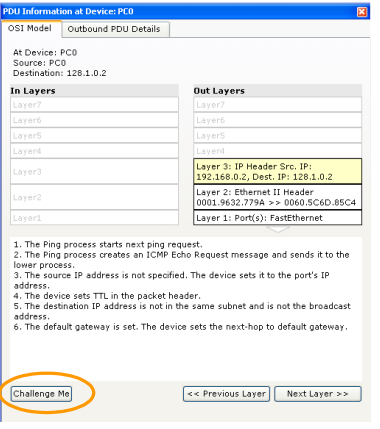 PDU Information at Device: PC0
OSI Model
Outbound PDU Details
At Device: PC0
Source: PC0
Destination: 128.1.0.2
In Layers
Out Layers
Layer7
Layer7
Layer6
Layer6
Layer5
Layer5
Layer4
Layer4
Layer3
Layer 3: IP Header Src. IP:
192.168.0.2, Dest. IP: 128.1.0.2
Layer2
Layer 2: Ethernet II Header
0001.9632.779A >> 0060.5C6D.85C4
Layer1
Layer 1: Port(s): FastEthernet
1. The Ping process starts next ping request.
2. The Ping process creates an ICMP Echo Request message and sends it to the
lower process.
3. The source IP address is not specified. The device sets it to the port's IP
address.
4. The device sets TTL in the packet header.
5. The destination IP address is not in the same subnet and is not the broadcast
address.
6. The default gateway is set. The device sets the next-hop to default gateway.
Challenge Me
<< Previous Layer
Next Layer >>